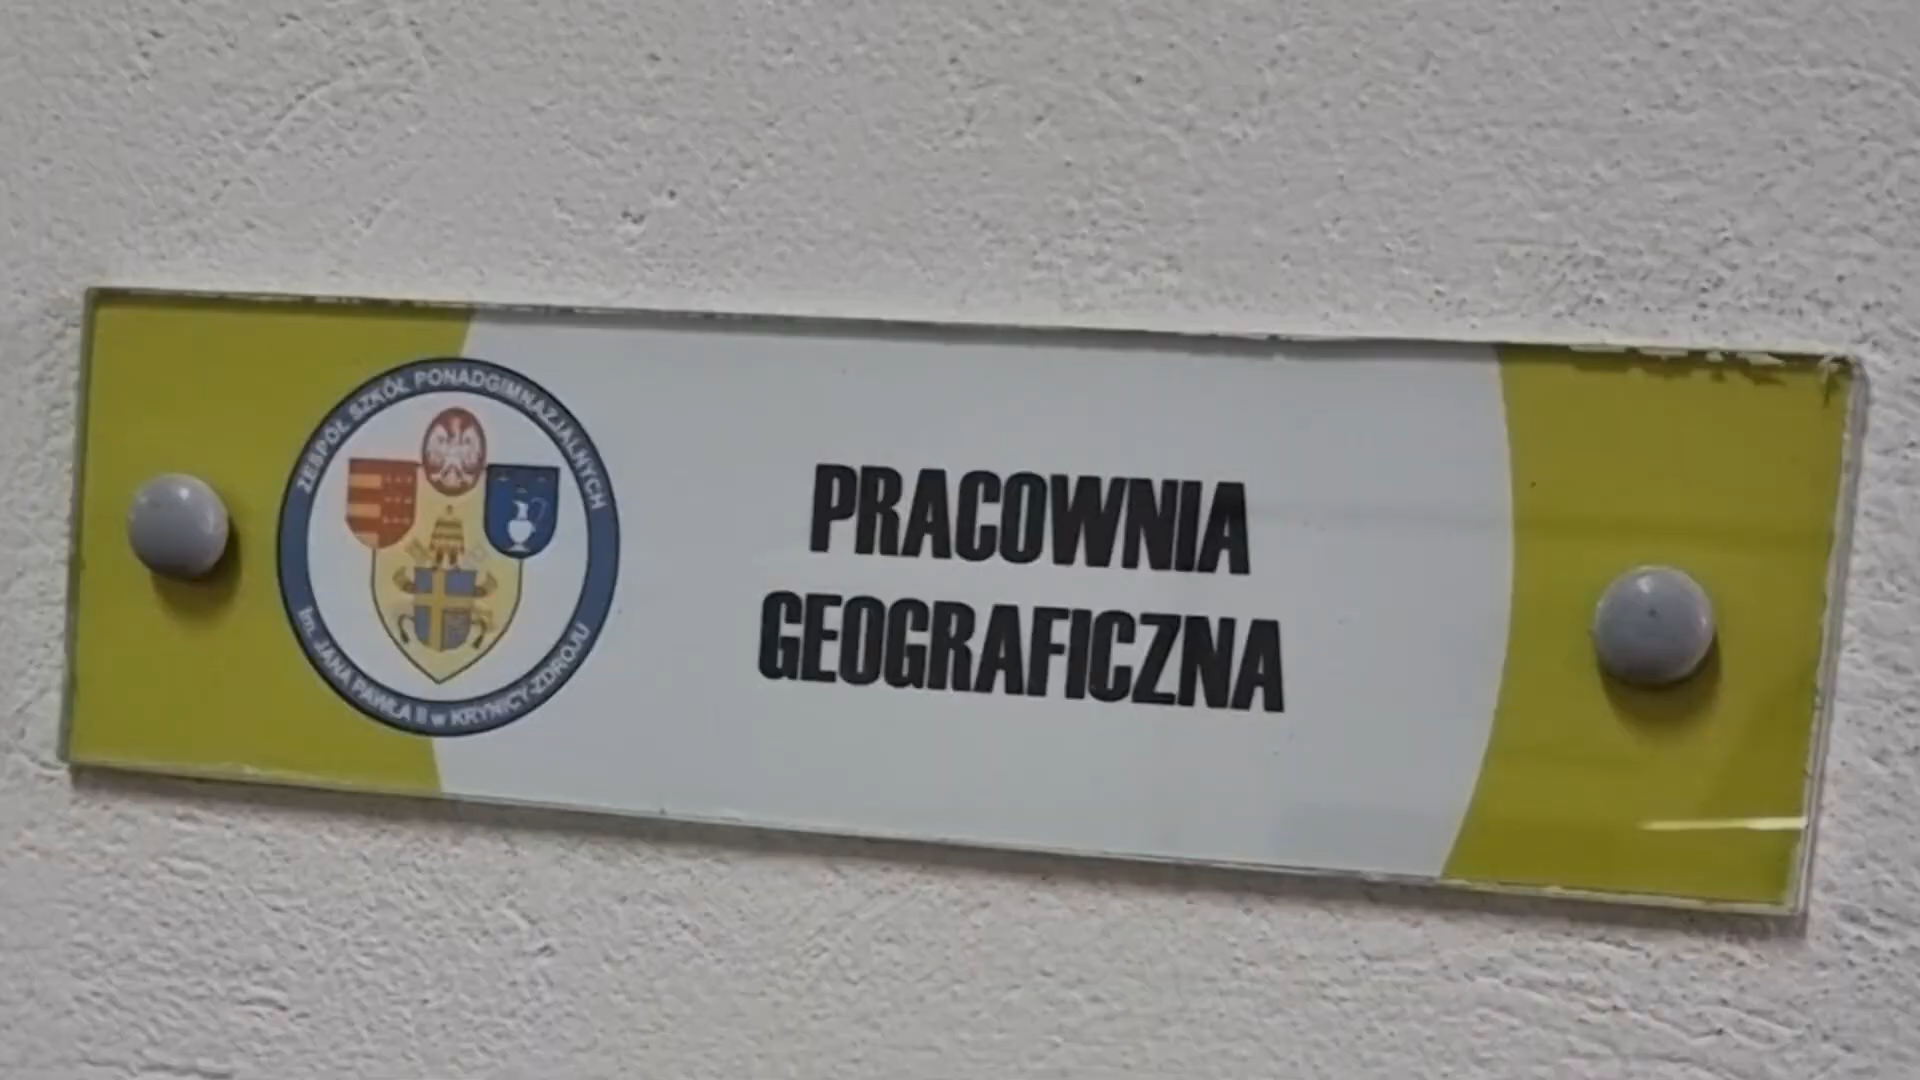 ZESPÓŁ SZKÓŁ PONADGIMNAZJALNYCH
im. JANA PAWŁA II w KRYNICY-ZDROJU
PRACOWNIA
GEOGRAFICZNA